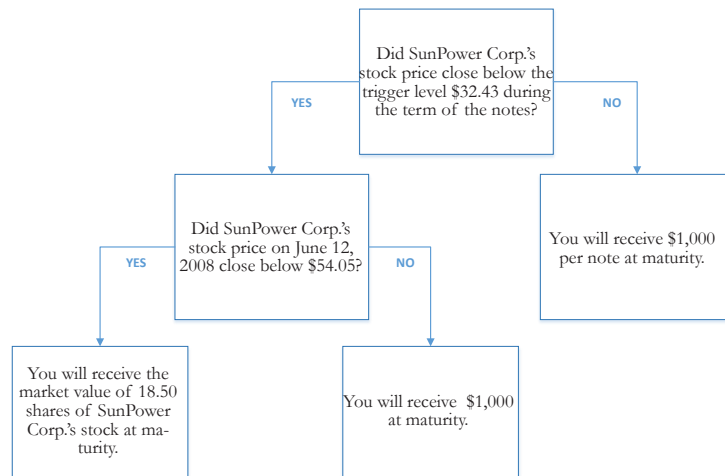 Did SunPower Corp.'s
stock price close below the
trigger level $32.43 during
the term of the notes?
YES
NO
Did SunPower Corp.'s
stock price on June 12,
2008 close below $54.05?
You will receive $1,000
per note at maturity.
YES
NO
You will receive the
market value of 18.50
shares of SunPower
Corp.'s stock at ma-
turity.
You will receive $1,000
at maturity.